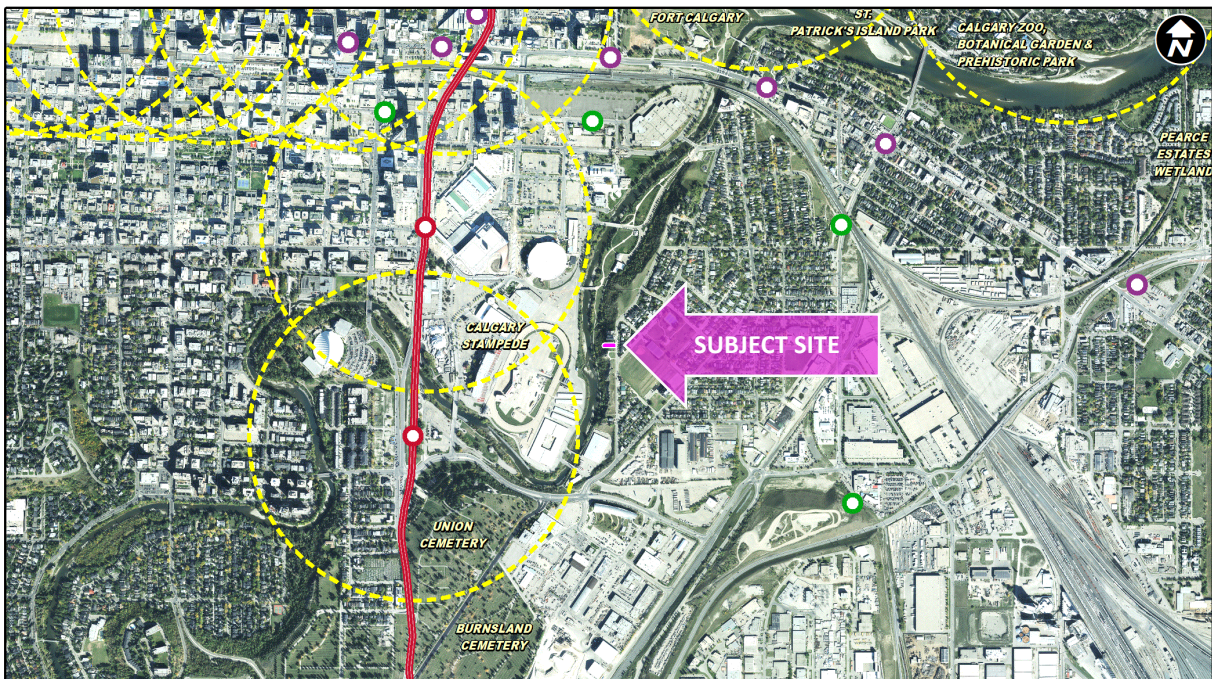 FORT CALGARY
ST.
PATRICK'S ISLAND PARK
CALGARY ZOO,
BOTANICAL GARDEN &
PREHISTORIC PARK
N
PEARCE
ESTATES
WETLAND
CALGARY
STAMPEDE
SUBJECT SITE
UNION
CEMETERY
BURNSLAND
CEMETERY